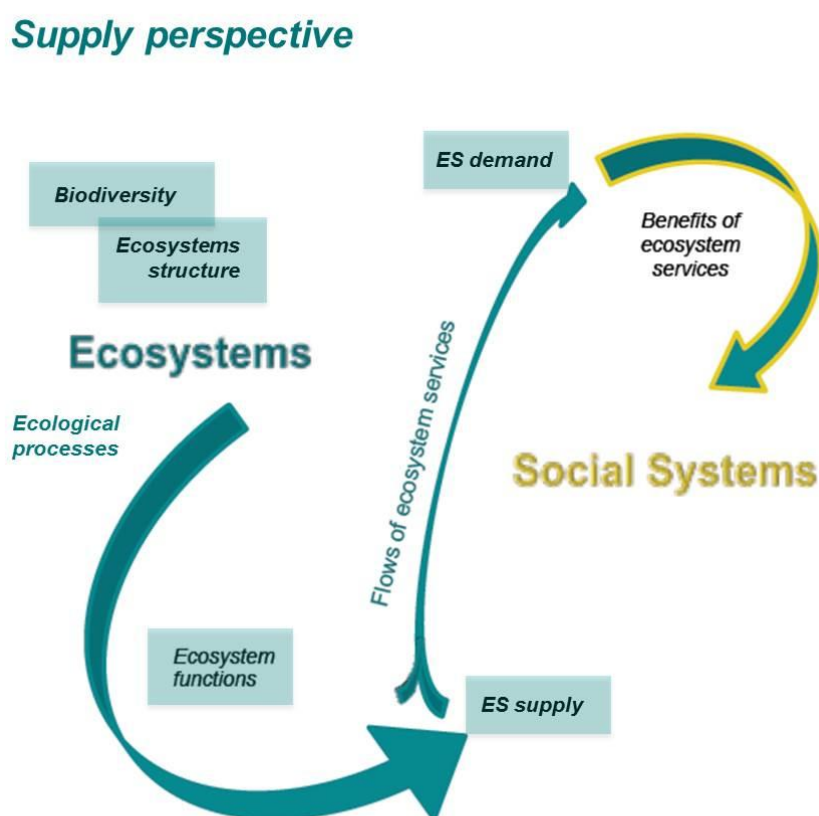 Supply perspective
ES demand
Biodiversity
Ecosystems
structure
Benefits of
ecosystem
services
Ecosystems
Flows of ecosystem services
Ecological
processes
Social Systems
Ecosystem
functions
ES supply